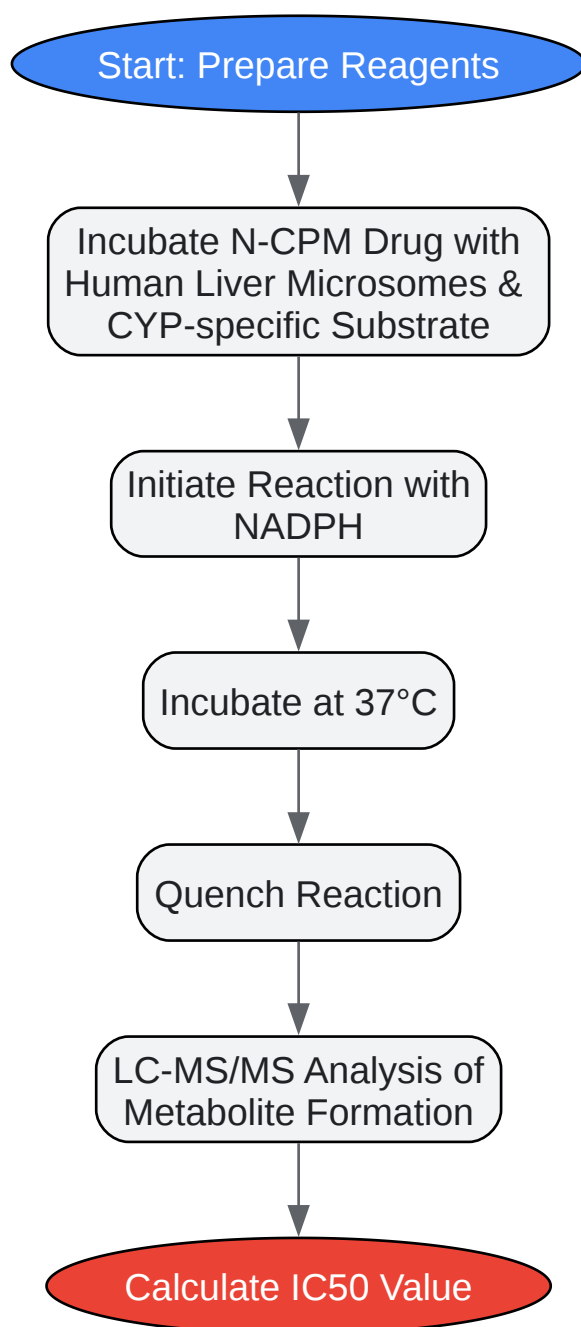 Start: Prepare Reagents
Incubate N-CPM Drug with
Human Liver Microsomes &
CYP-specific Substrate
Initiate Reaction with
NADPH
Incubate at 37°C
Quench Reaction
LC-MS/MS Analysis of
Metabolite Formation
Calculate IC50 Value